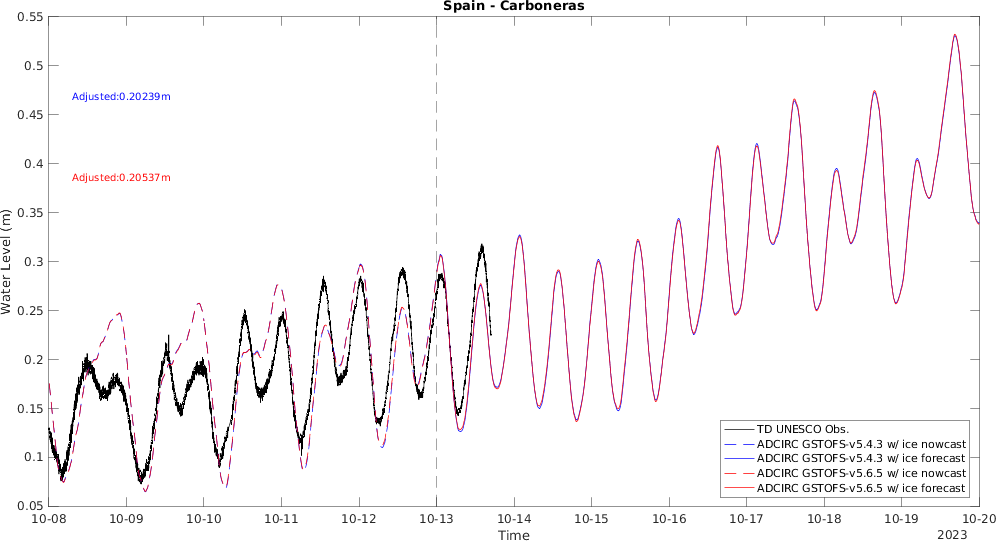 Spain - Carboneras
0.55
0.5
0.45
0.4
0.35
0.3
0.25
0.2
0.15
0.1
0.05
Water Level (m)
Adjusted:0.20239m
Adjusted:0.20537m
TD UNESCO Obs.
ADCIRC GSTOFS-v5.4.3 w/ ice nowcast
ADCIRC GSTOFS-v5.4.3 w/ ice forecast
ADCIRC GSTOFS-v5.6.5 w/ ice nowcast
ADCIRC GSTOFS-v5.6.5 w/ ice forecast
10-08 10-09 10-10 10-11 10-12 10-13 10-14 10-15 10-16 10-17 10-18 10-19 10-20
Time
2023